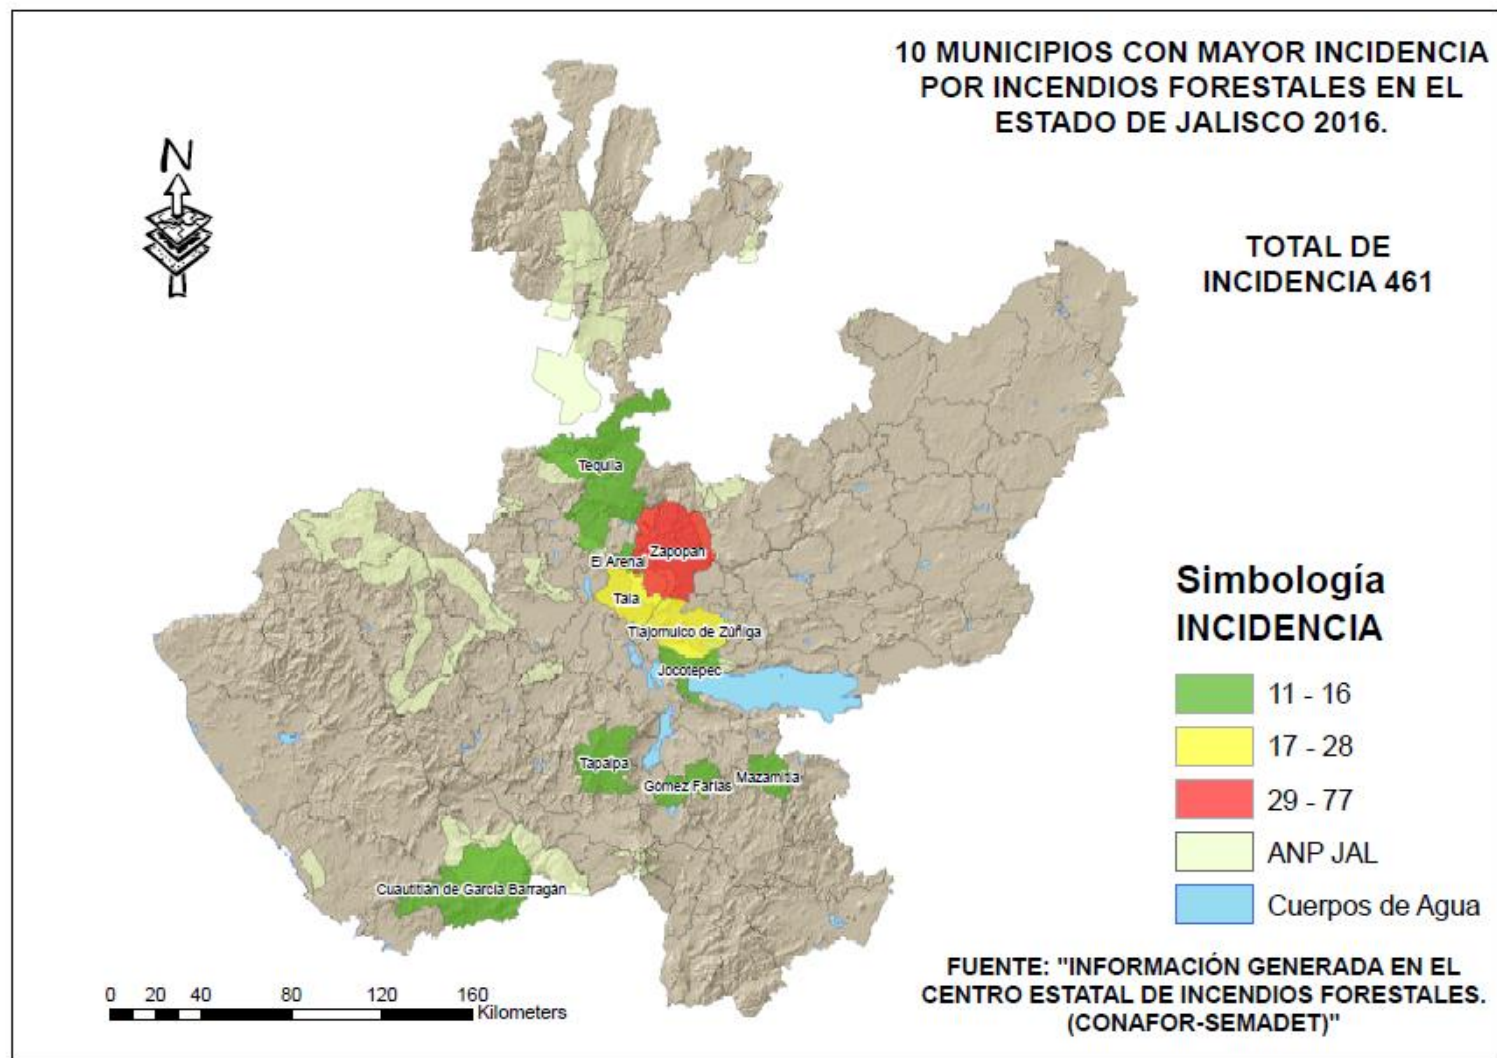 10 MUNICIPIOS CON MAYOR INCIDENCIA
POR INCENDIOS FORESTALES EN EL
ESTADO DE JALISCO 2016.
N
TOTAL DE
INCIDENCIA 461
Tequila
El Arenal
Zapopan
Tala
Tlajomulco de Zúñiga
Jocotepec
Tapalpa
Gómez Farías
Mazamitla
Cuautitlán de García Barragán
Simbología
INCIDENCIA
11 - 16
17 - 28
29 - 77
ANP JAL
Cuerpos de Agua
0 20 40 80 120 160
Kilometers
FUENTE: "INFORMACIÓN GENERADA EN EL
CENTRO ESTATAL DE INCENDIOS FORESTALES.
(CONAFOR-SEMADET)"